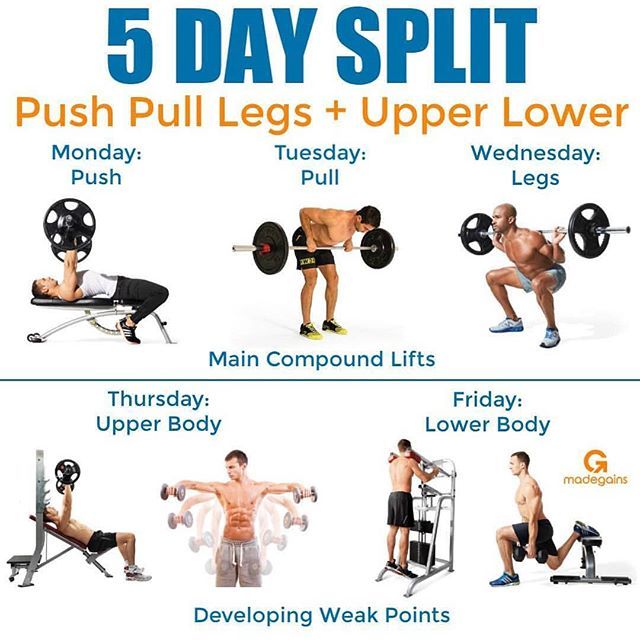 5 DAY SPLIT
Push Pull Legs + Upper Lower
Monday:
Push
Tuesday:
Pull
Wednesday:
Legs
Main Compound Lifts
Thursday:
Upper Body
Friday:
Lower Body
madegains
Developing Weak Points